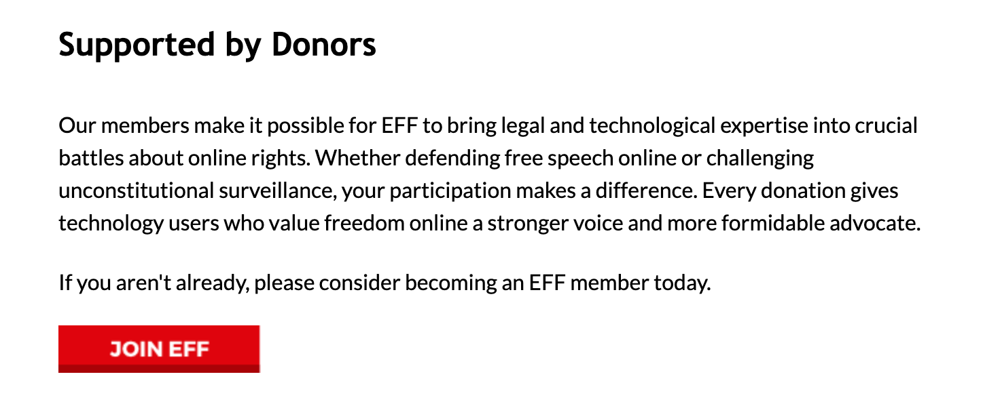 Supported by Donors
Our members make it possible for EFF to bring legal and technological expertise into crucial
battles about online rights. Whether defending free speech online or challenging
unconstitutional surveillance, your participation makes a difference. Every donation gives
technology users who value freedom online a stronger voice and more formidable advocate.
If you aren't already, please consider becoming an EFF member today.
JOIN EFF